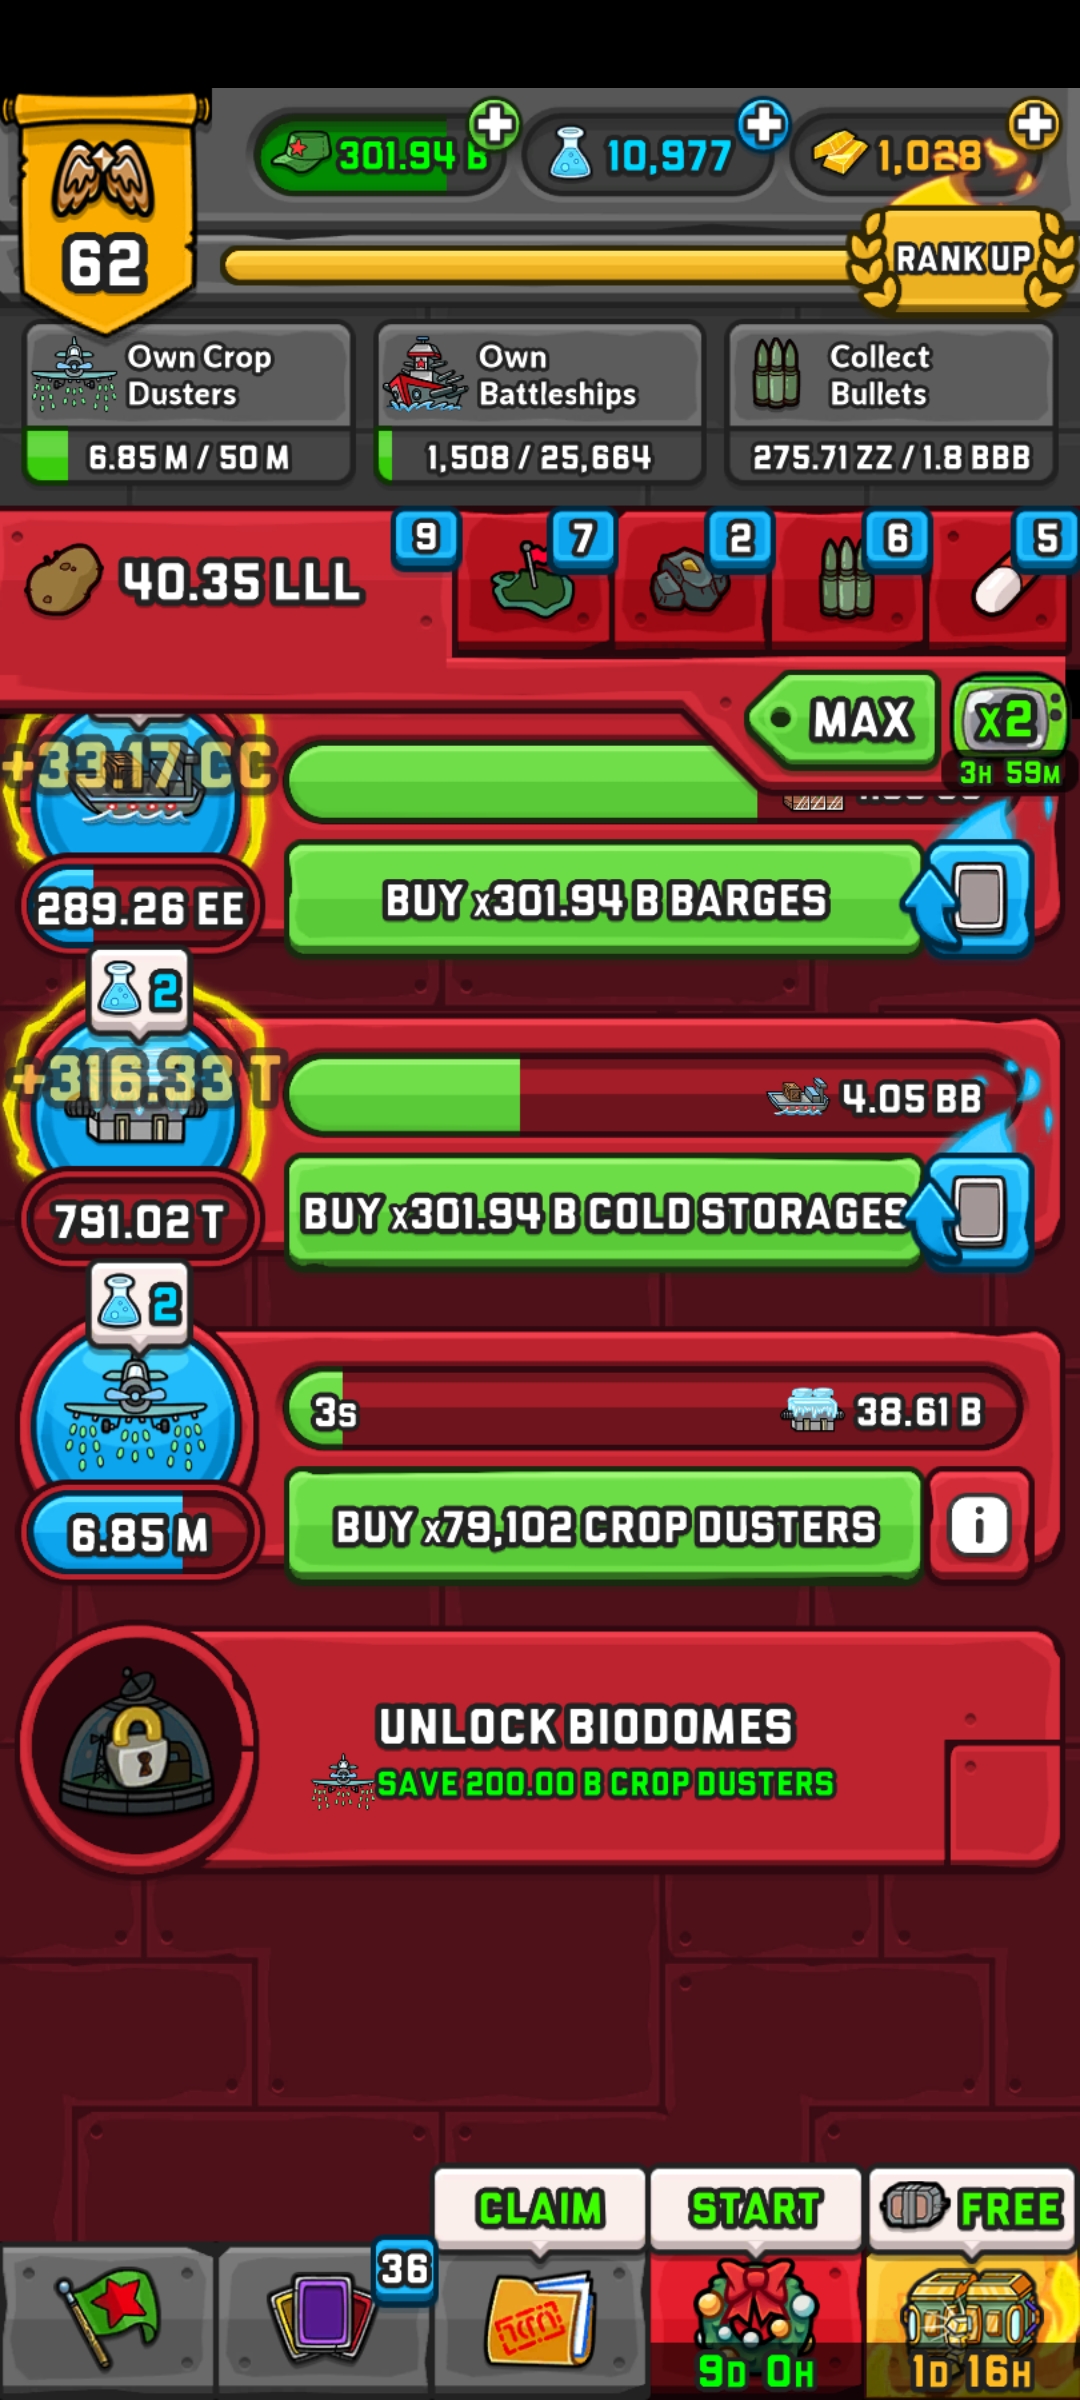 301.94 B
10,977
1,028
62
RANK UP
Own Crop
Dusters
6.85 M / 50 M
Own
Battleships
1,508 / 25,664
Collect
Bullets
275.71 ZZ / 1.8 BBB
40.35 LLL
9
7
2
6
5
MAX
x2
3H 59M
+33.17 CC
289.26 EE
BUY x301.94 B BARGES
2
+316.33 T
4.05 BB
791.02 T
BUY x301.94 B COLD STORAGES
2
3s
38.61 B
6.85 M
BUY x79,102 CROP DUSTERS
i
UNLOCK BIODOMES
SAVE 200.00 B CROP DUSTERS
CLAIM
START
FREE
36
9D 0H
1D 16H